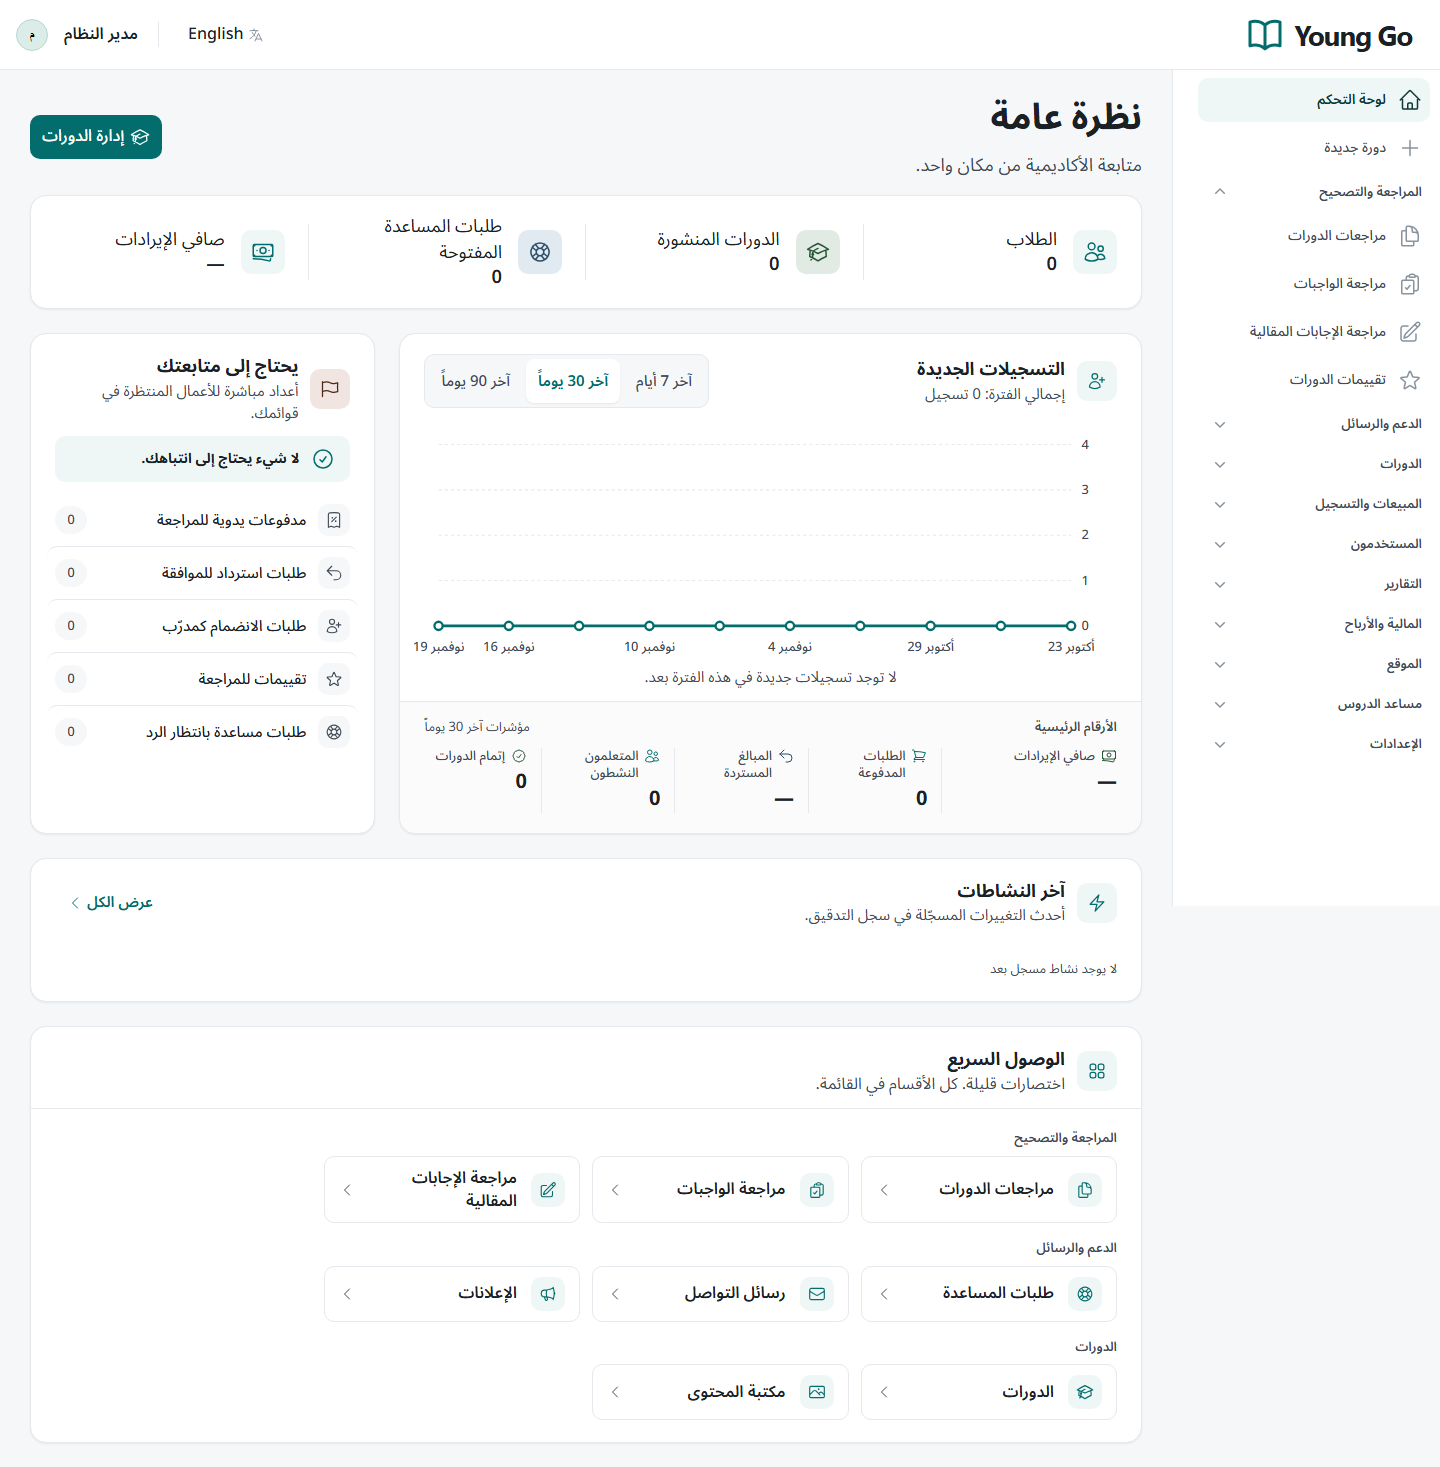 Young Go
English
مدير النظام
م
لوحة التحكم
دورة جديدة
المراجعة والتصحيح
مراجعات الدورات
مراجعة الواجبات
مراجعة الإجابات المقالية
تقييمات الدورات
الدعم والرسائل
الدورات
المبيعات والتسجيل
المستخدمون
التقارير
المالية والأرباح
الموقع
مساعد الدروس
الإعدادات
نظرة عامة
متابعة الأكاديمية من مكان واحد.
إدارة الدورات
الطلاب
0
الدورات المنشورة
0
طلبات المساعدة
المفتوحة
0
صافي الإيرادات
—
التسجيلات الجديدة
إجمالي الفترة: 0 تسجيل
آخر 7 أيام
آخر 30 يوماً
آخر 90 يوماً
4
3
2
1
0
23 أكتوبر
29 أكتوبر
4 نوفمبر
10 نوفمبر
16 نوفمبر
19 نوفمبر
لا توجد تسجيلات جديدة في هذه الفترة بعد.
الأرقام الرئيسية
مؤشرات آخر 30 يوماً
صافي الإيرادات
—
الطلبات
المدفوعة
0
المبالغ
المستردة
—
المتعلمون
النشطون
0
إتمام الدورات
0
يحتاج إلى متابعتك
أعداد مباشرة للأعمال المنتظرة في
قوائمك.
لا شيء يحتاج إلى انتباهك.
مدفوعات يدوية للمراجعة
0
طلبات استرداد للموافقة
0
طلبات الانضمام كمدرّب
0
تقييمات للمراجعة
0
طلبات مساعدة بانتظار الرد
0
آخر النشاطات
أحدث التغييرات المسجّلة في سجل التدقيق.
عرض الكل
لا يوجد نشاط مسجل بعد
الوصول السريع
اختصارات قليلة. كل الأقسام في القائمة.
المراجعة والتصحيح
مراجعات الدورات
مراجعة الواجبات
مراجعة الإجابات
المقالية
الدعم والرسائل
طلبات المساعدة
رسائل التواصل
الإعلانات
الدورات
الدورات
مكتبة المحتوى